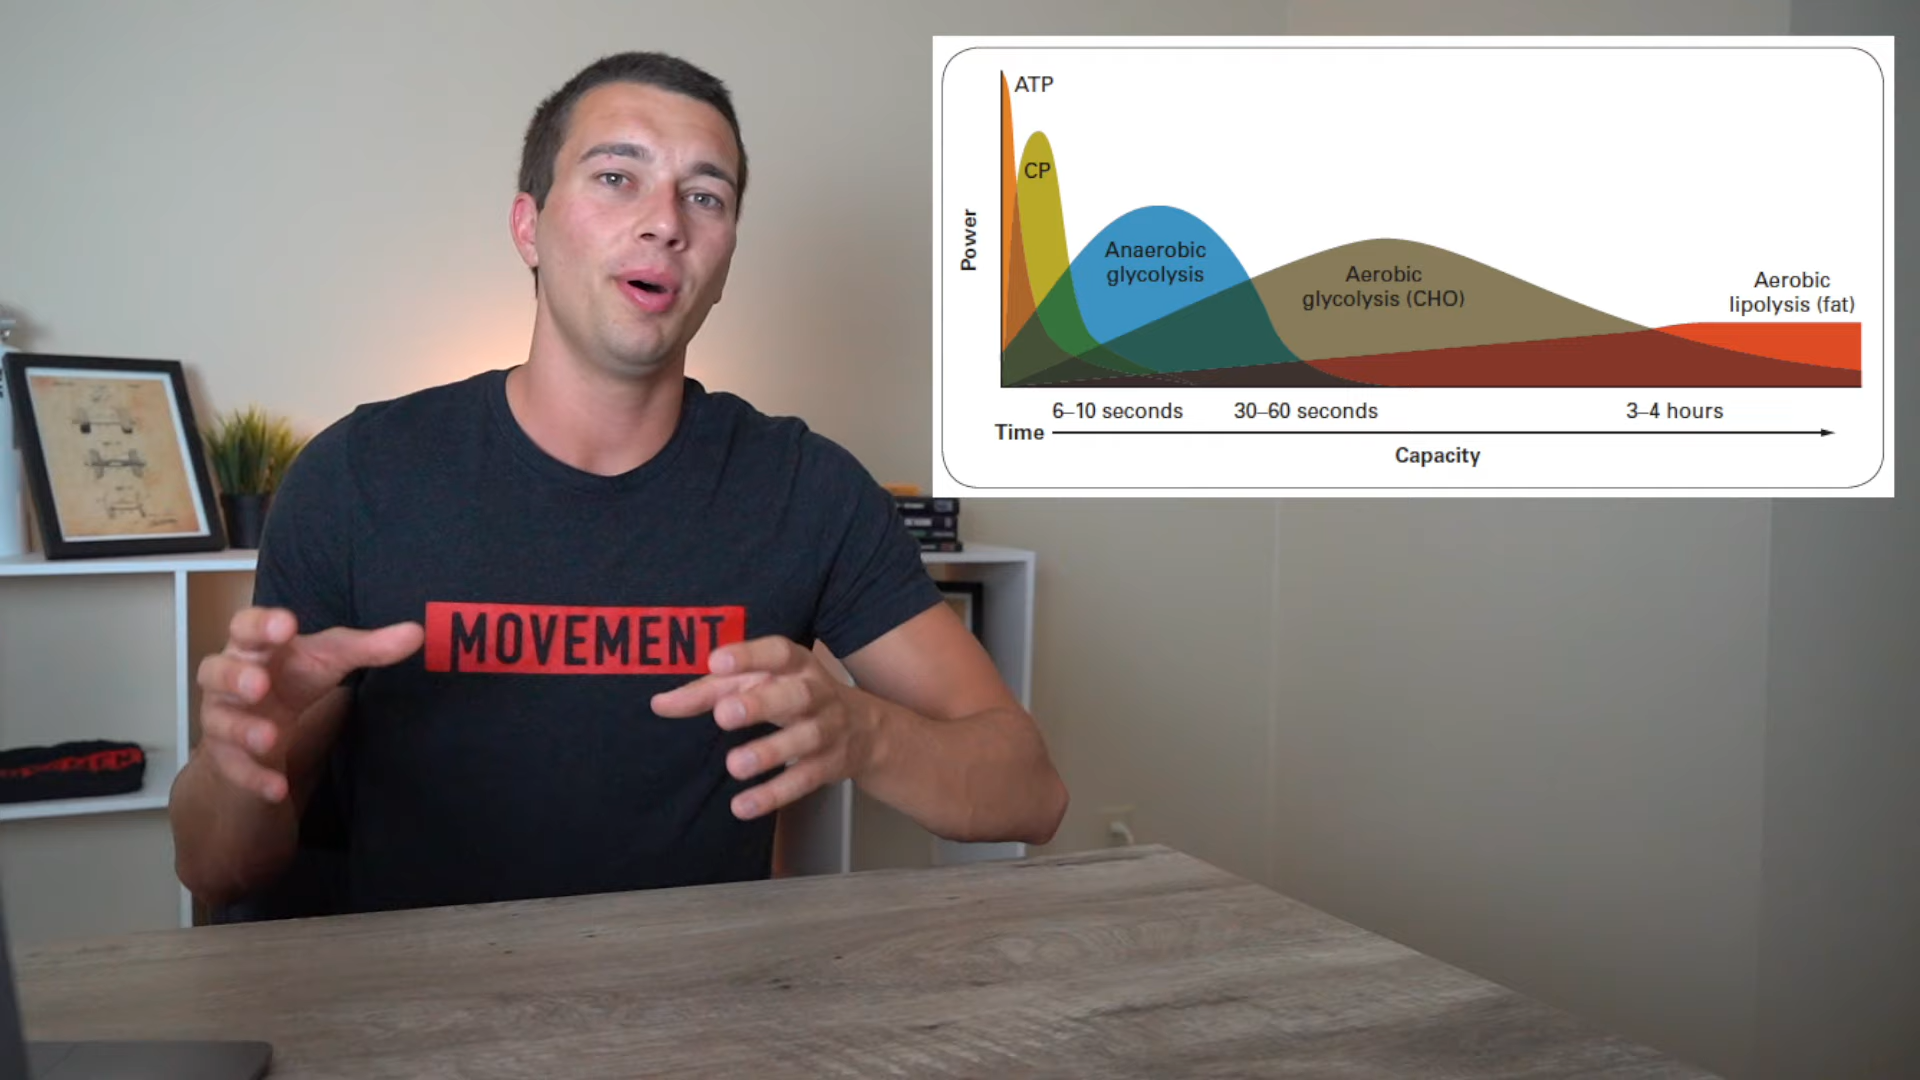 ATP
CP
Power
Anaerobic
glycolysis
Aerobic
glycolysis (CHO)
Aerobic
lipolysis (fat)
6–10 seconds
30–60 seconds
3–4 hours
Time
Capacity
MOVEMENT